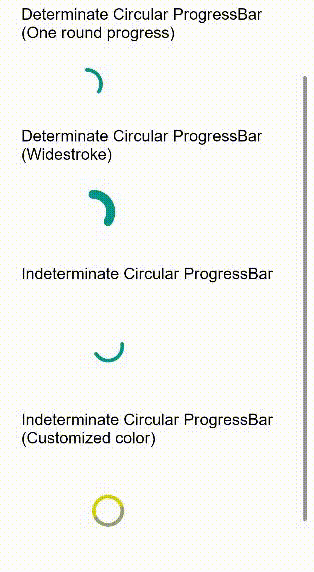 Determinate Circular ProgressBar
(One round progress)
Determinate Circular ProgressBar
(Widestroke)
Indeterminate Circular ProgressBar
Indeterminate Circular ProgressBar
(Customized color)